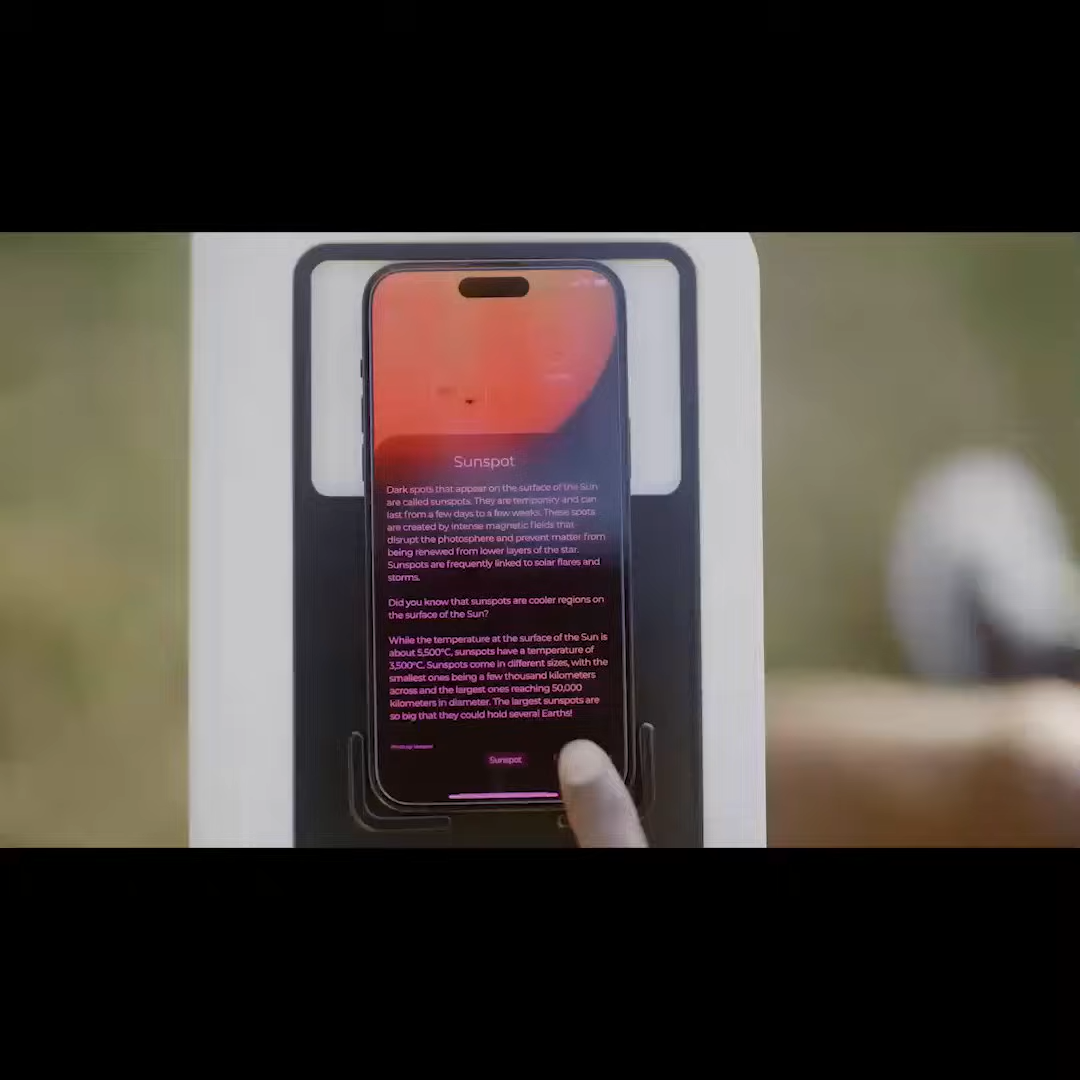 Sunspot
Dark spots that appear on the surface of the Sun
are called sunspots. They are temporary and can
last from a few days to a few weeks. These spots
are created by intense magnetic fields that
disrupt the photosphere and prevent matter from
being renewed from lower layers of the star.
Sunspots are frequently linked to solar flares and
storms.
Did you know that sunspots are cooler regions on
the surface of the Sun?
While the temperature at the surface of the Sun is
about 5,500°C, sunspots have a temperature of
3,500°C. Sunspots come in different sizes, with the
smallest ones being a few thousand kilometers
across and the largest ones reaching 50,000
kilometers in diameter. The largest sunspots are
so big that they could hold several Earths!
Sunspot